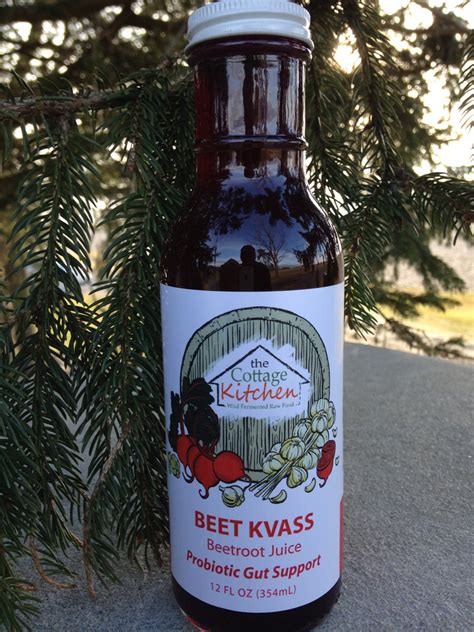 the
Cottage
Kitchen
Wild Fermented Raw Food
BEET KVASS
Beetroot Juice
Probiotic Gut Support
12 FL OZ (354mL)